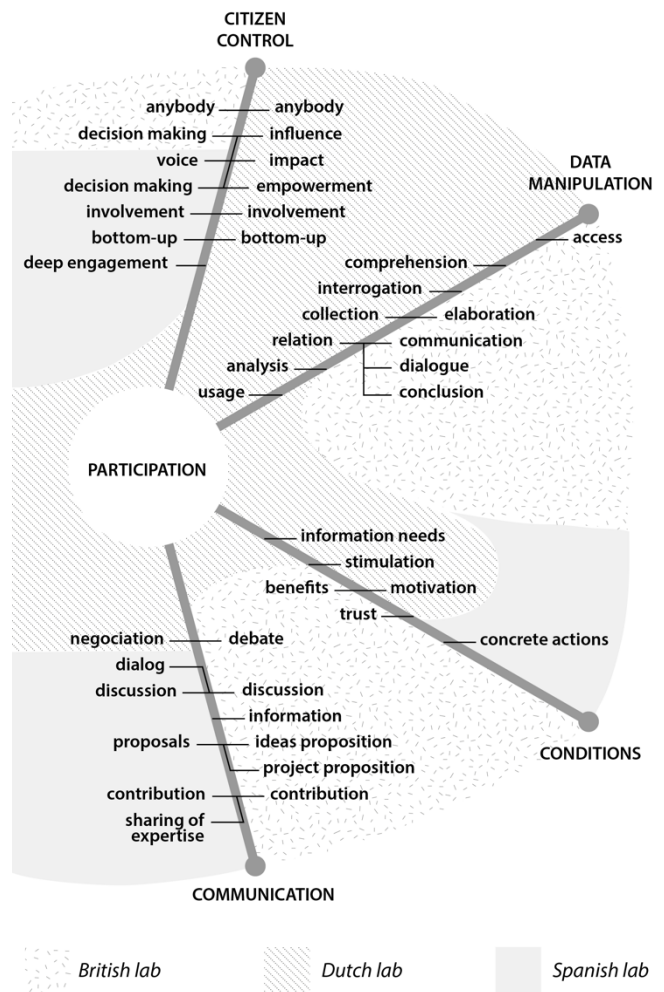 CITIZEN
CONTROL
anybody anybody
decision making influence
voice impact
decision making empowerment
involvement involvement
bottom-up bottom-up
deep engagement
DATA
MANIPULATION
access
comprehension
interrogation
collection elaboration
relation communication
analysis dialogue
usage conclusion
PARTICIPATION
information needs
stimulation
benefits motivation
trust
concrete actions
CONDITIONS
negociation debate
dialog
discussion discussion
information
proposals ideas proposition
project proposition
contribution contribution
sharing of
expertise
COMMUNICATION
British lab Dutch lab Spanish lab